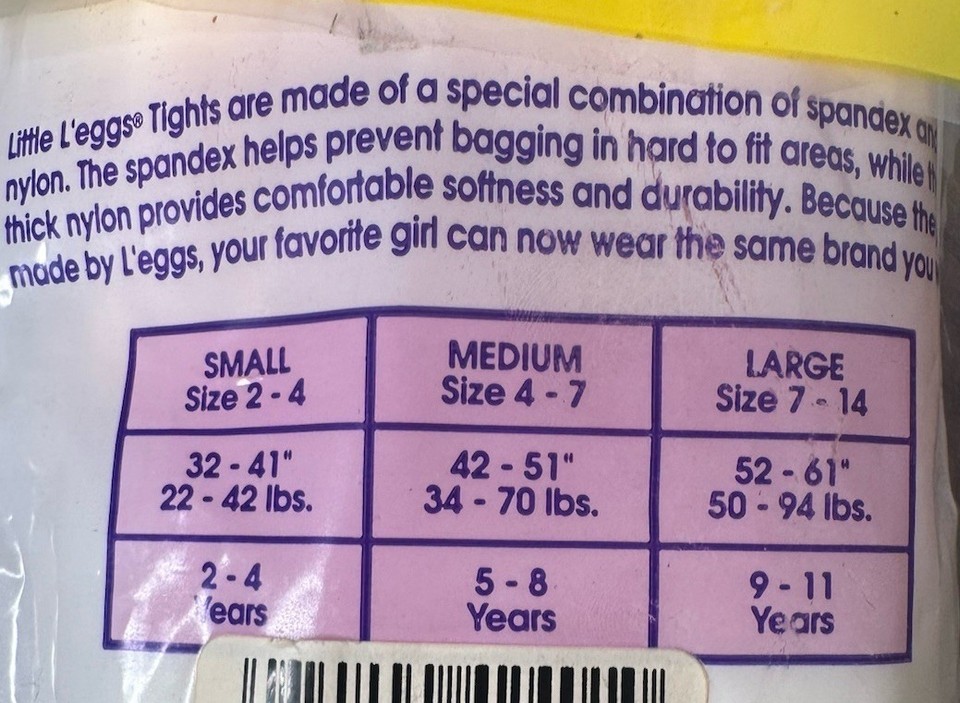 Little L'eggs® Tights are made of a special combination of spandex
nylon. The spandex helps prevent bagging in hard to fit areas, while
thick nylon provides comfortable softness and durability. Because
made by L'eggs, your favorite girl can now wear the same brand you
SMALL
Size 2 - 4
MEDIUM
Size 4 - 7
LARGE
Size 7 - 14
32 - 41"
22 - 42 lbs.
42 - 51"
34 - 70 lbs.
52 - 61"
50 - 94 lbs.
2 - 4
Years
5 - 8
Years
9 - 11
Years